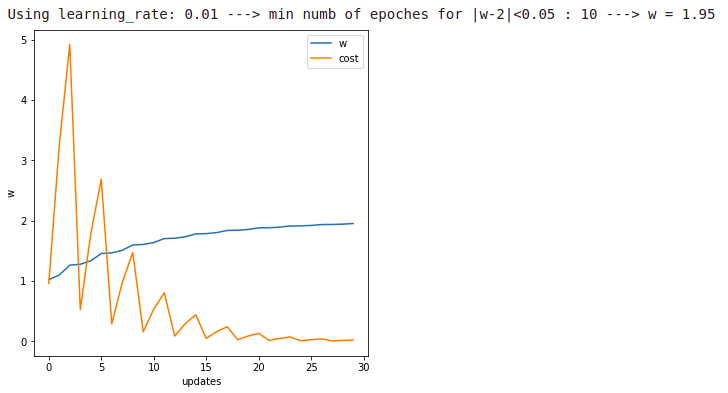 Using learning_rate: 0.01 ---> min numb of epoches for |w-2|<0.05 : 10 ---> w = 1.95
w
cost
5
4
3
2
1
0
w
0 5 10 15 20 25 30
updates